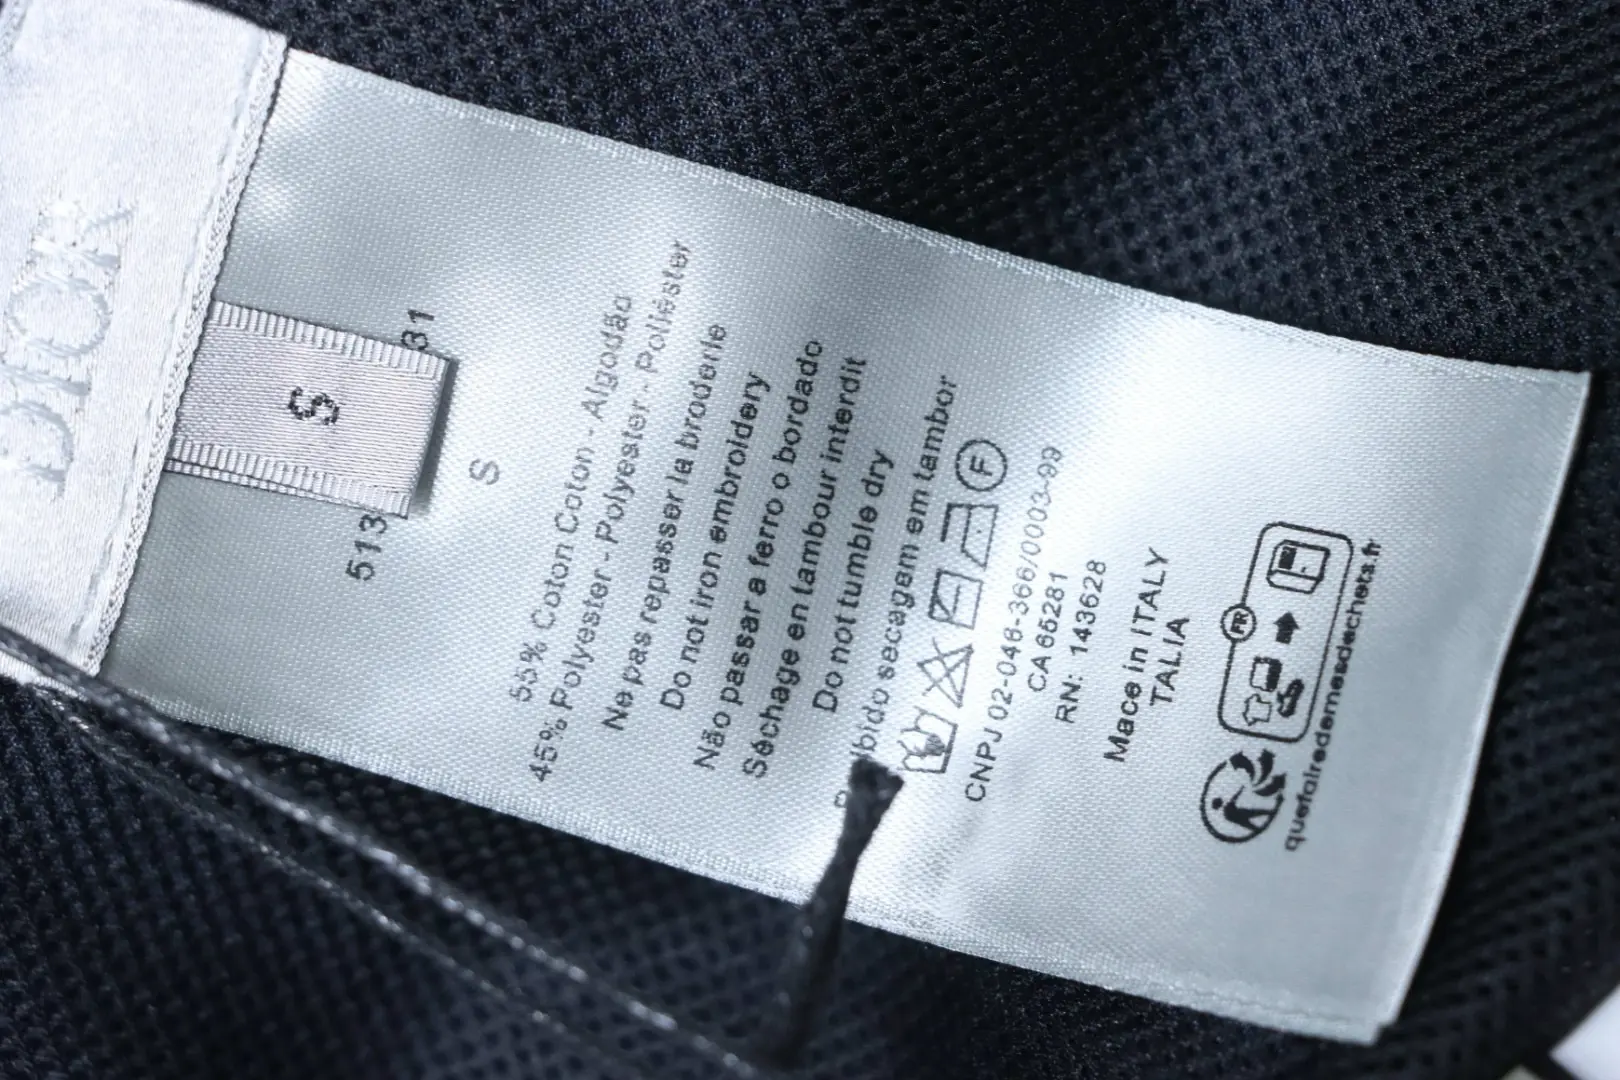 DIOR
S
513 31
S
55% Coton Coton - Algodão
45% Polyester - Polyester - Poliéster
Ne pas repasser la broderie
Do not iron embroidery
Não passar a ferro o bordado
Séchage en tambour interdit
Do not tumble dry
secagem em tambor
F
CNPJ 02-046-366/0003-99
CA 65281
RN: 143628
Made in ITALY
TALIA
FR
quefairedemesdechets.fr